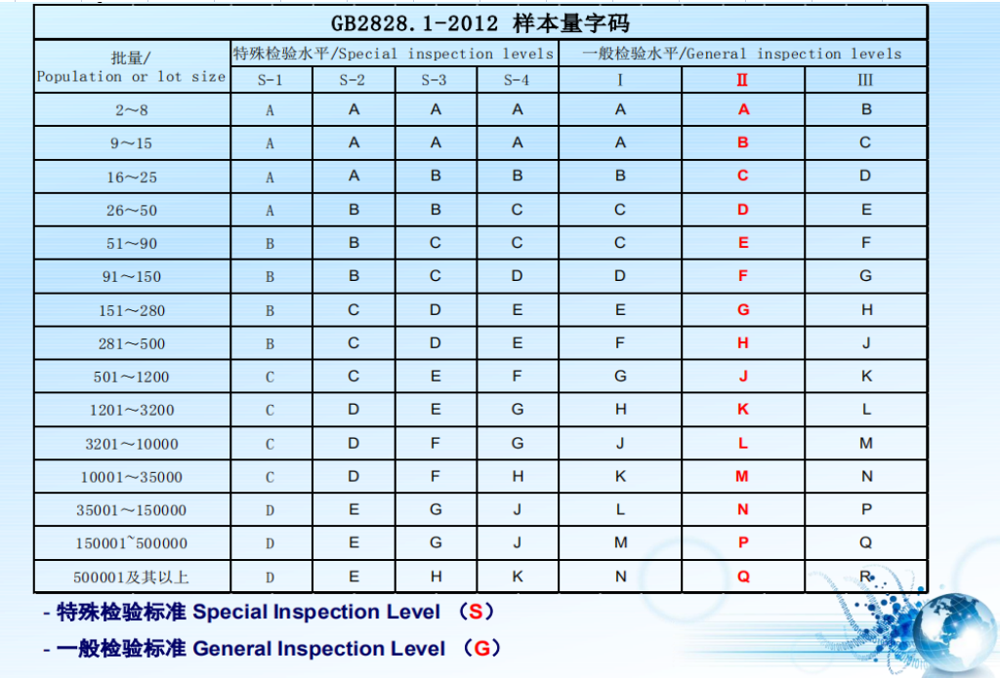 GB2828.1-2012 样本量字码
批量/
Population or lot size
特殊检验水平/Special inspection levels 一般检验水平/General inspection levels
S-1 S-2 S-3 S-4 Ⅰ Ⅱ Ⅲ
2～8 A A A A A A B
9～15 A A A A A B C
16～25 A A B B B C D
26～50 A B B C C D E
51～90 B B C C C E F
91～150 B B C D D F G
151～280 B C D E E G H
281～500 B C D E F H J
501～1200 C C E F G J K
1201～3200 C D E G H K L
3201～10000 C D F G J L M
10001～35000 C D F H K M N
35001～150000 D E G J L N P
150001~500000 D E G J M P Q
500001及其以上 D E H K N Q R
- 特殊检验标准 Special Inspection Level （S）
- 一般检验标准 General Inspection Level （G）